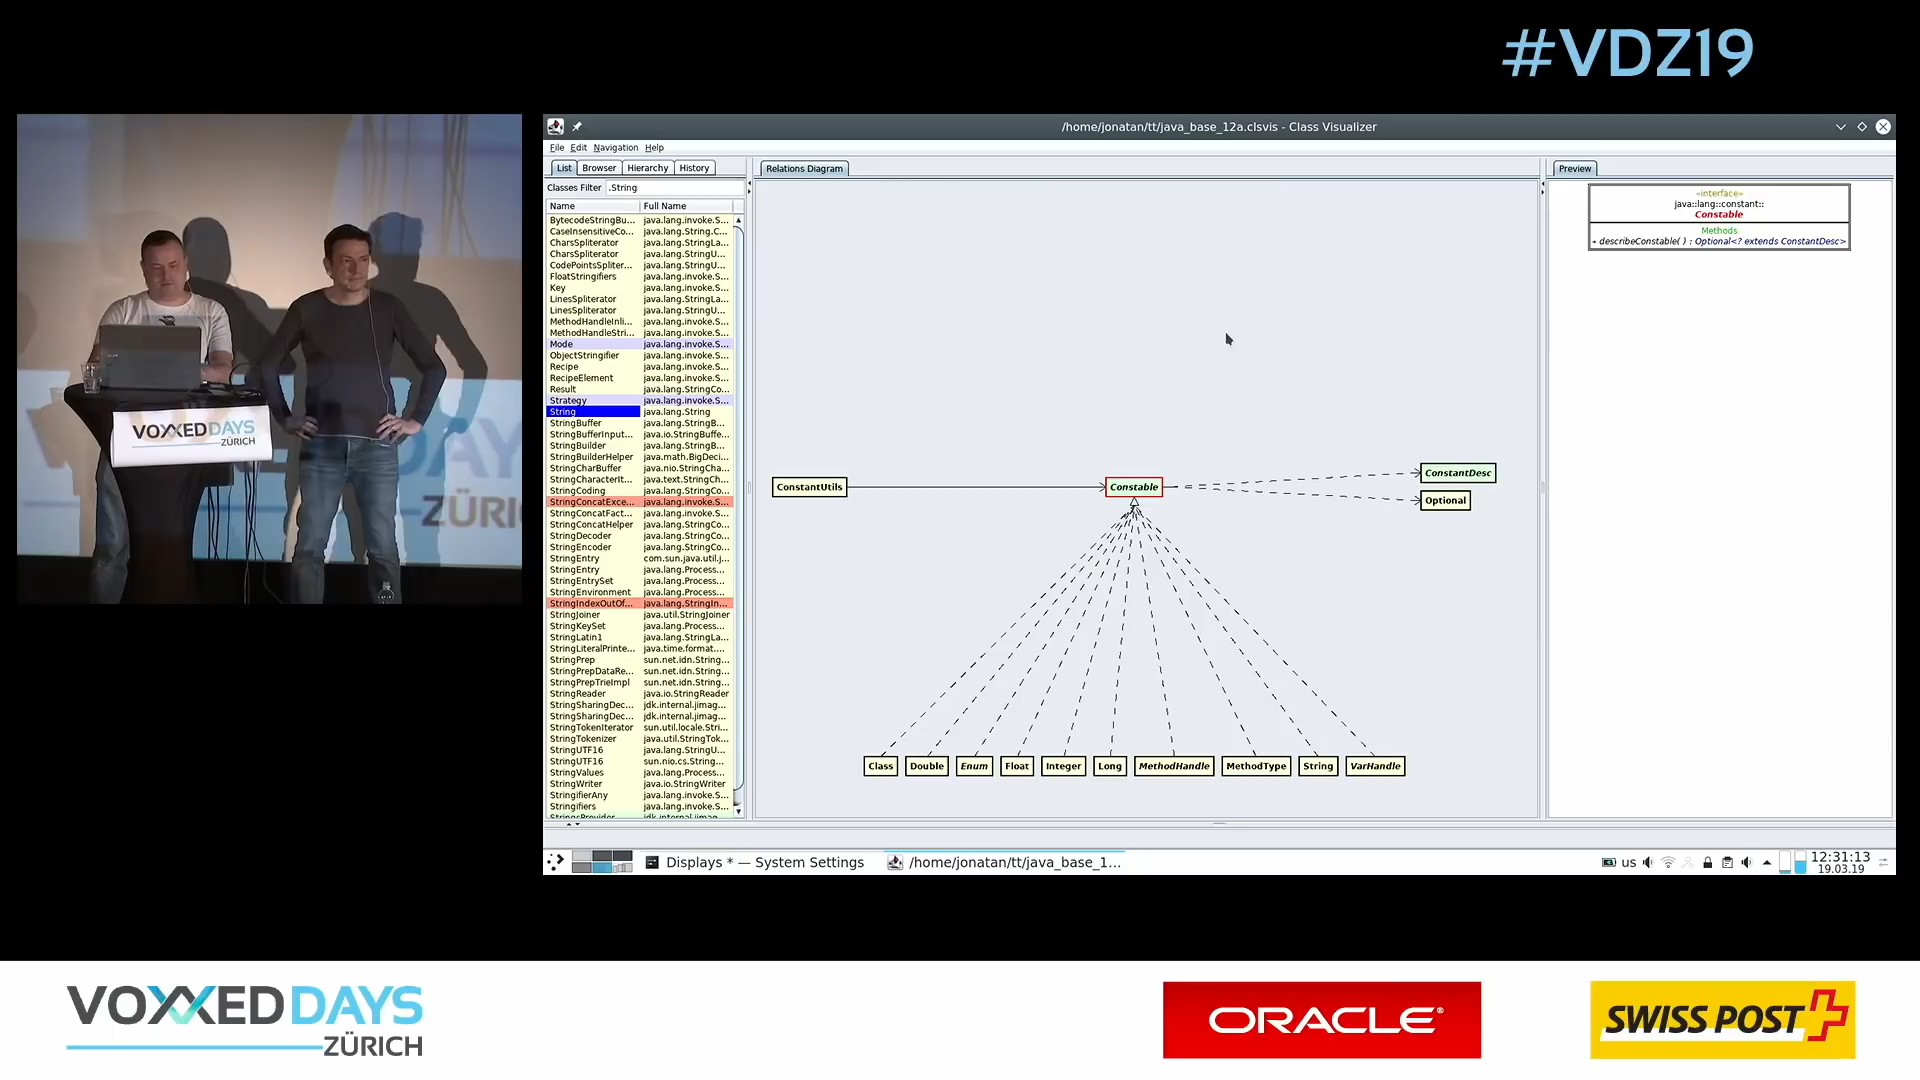 #VDZ19
/home/jonatan/tt/java_base_12a.clsvis - Class Visualizer
File Edit Navigation Help
List Browser Hierarchy History
Relations Diagram
Preview
Classes Filter .String
Name Full Name
BytecodeStringBu... java.lang.invoke.S...
CaseInsensitiveCo... java.lang.String.C...
CharsSpliterator java.lang.StringLa...
CharsSpliterator java.lang.StringU...
CodePointsSpliter... java.lang.StringU...
FloatStringifiers java.lang.invoke.S...
Key java.lang.invoke.S...
LinesSpliterator java.lang.StringLa...
LinesSpliterator java.lang.StringU...
MethodHandleInli... java.lang.invoke.S...
MethodHandleStri... java.lang.invoke.S...
Mode java.lang.invoke.S...
ObjectStringifier java.lang.invoke.S...
Recipe java.lang.invoke.S...
RecipeElement java.lang.invoke.S...
Result java.lang.StringCo...
Strategy java.lang.invoke.S...
String java.lang.String
StringBuffer java.lang.StringB...
StringBufferInput... java.io.StringBuffe...
StringBuilder java.lang.StringB...
StringBuilderHelper java.math.BigDeci...
StringCharBuffer java.nio.StringCha...
StringCharacterIt... java.text.StringCh...
StringCoding java.lang.StringCo...
StringConcatExce... java.lang.invoke.S...
StringConcatFact... java.lang.invoke.S...
StringConcatHelper java.lang.StringCo...
StringDecoder java.lang.StringCo...
StringEncoder java.lang.StringCo...
StringEntry com.sun.java.util.j...
StringEntry java.lang.Process...
StringEntrySet java.lang.Process...
StringEnvironment java.lang.Process...
StringIndexOutOf... java.lang.StringIn...
StringJoiner java.util.StringJoiner
StringKeySet java.lang.Process...
StringLatin1 java.lang.StringLa...
StringLiteralPrinte... java.time.format....
StringPrep sun.net.idn.String...
StringPrepDataRe... sun.net.idn.String...
StringPrepTrieImpl sun.net.idn.String...
StringReader java.io.StringReader
StringSharingDec... jdk.internal.jimag...
StringSharingDec... jdk.internal.jimag...
StringTokenIterator sun.util.locale.Stri...
StringTokenizer java.util.StringTok...
StringUTF16 java.lang.StringU...
StringUTF16 sun.nio.cs.String...
StringValues java.lang.Process...
StringWriter java.io.StringWriter
StringifierAny java.lang.invoke.S...
Stringifiers java.lang.invoke.S...
StringsProvider jdk.internal.jimag...
ConstantUtils
Constable
ConstantDesc
Optional
Class Double Enum Float Integer Long MethodHandle MethodType String VarHandle
«interface»
java::lang::constant::
Constable
Methods
+ describeConstable( ) : Optional<? extends ConstantDesc>
Displays * — System Settings
/home/jonatan/tt/java_base_1...
us
12:31:13
19.03.19
VOXXEDDAYS
ZÜRICH
VOXXEDDAYS
ZÜRICH
ORACLE®
SWISS POST